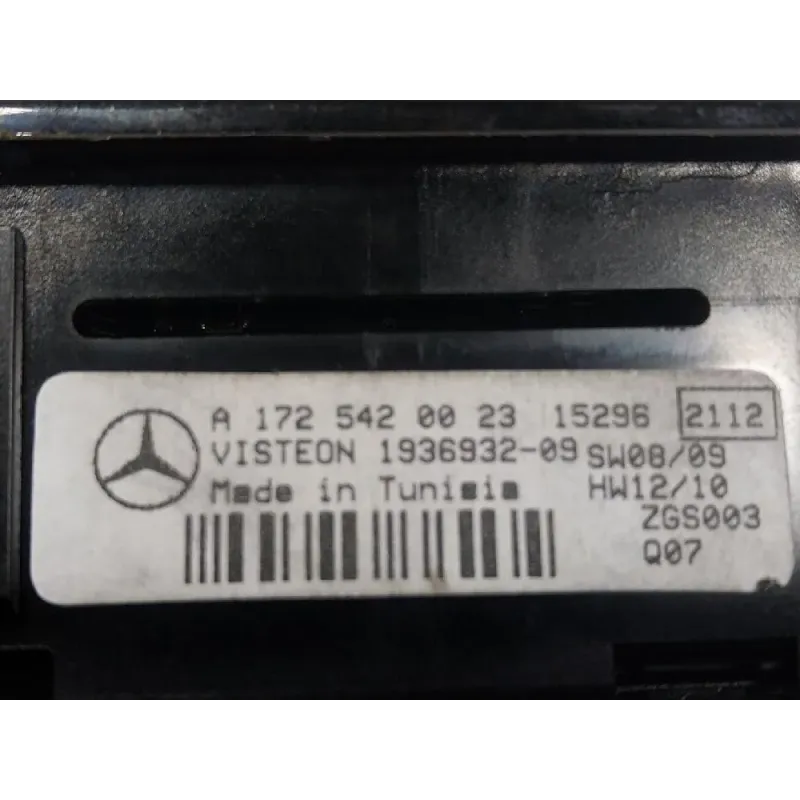 A 172 542 00 23 15296 2112
VISTEON 1936932-09 SW08/09
Made in Tunisia HW12/10
ZGS003
Q07